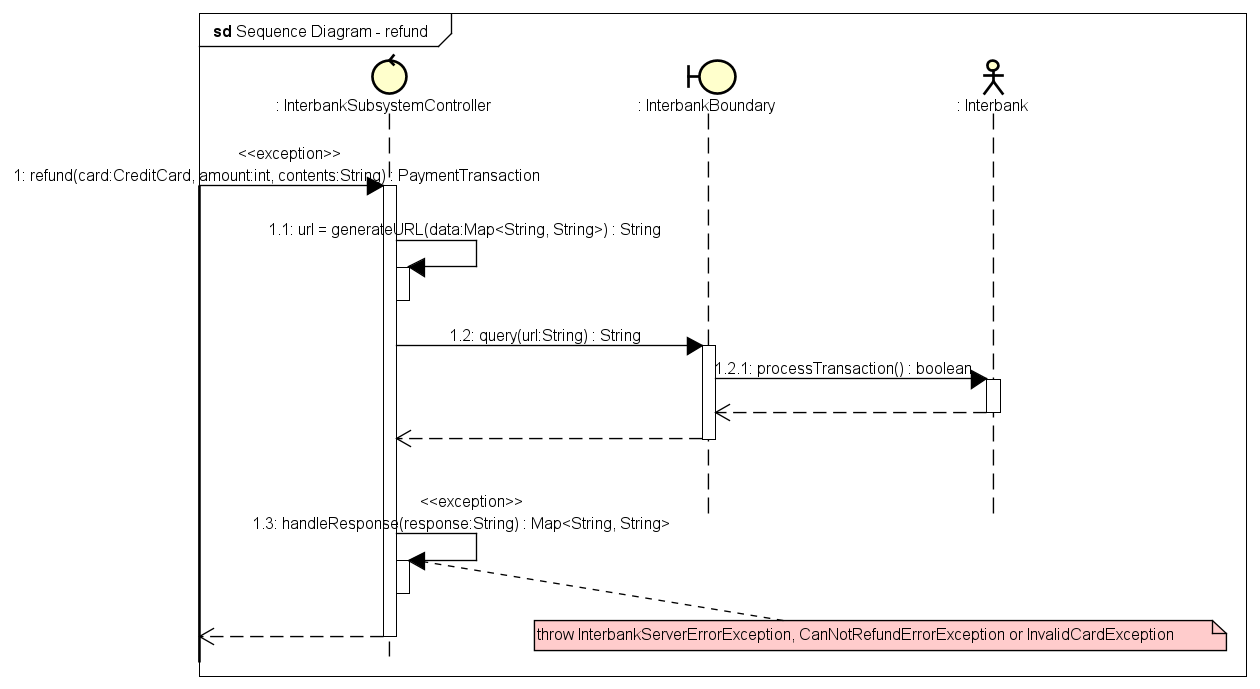 sd Sequence Diagram - refund
: InterbankSubsystemController
: InterbankBoundary
: Interbank
<<exception>>
1: refund(card:CreditCard, amount:int, contents:String) : PaymentTransaction
1.1: url = generateURL(data:Map<String, String>) : String
1.2: query(url:String) : String
1.2.1: processTransaction() : boolean
<<exception>>
1.3: handleResponse(response:String) : Map<String, String>
throw InterbankServerErrorException, CanNotRefundErrorException or InvalidCardException